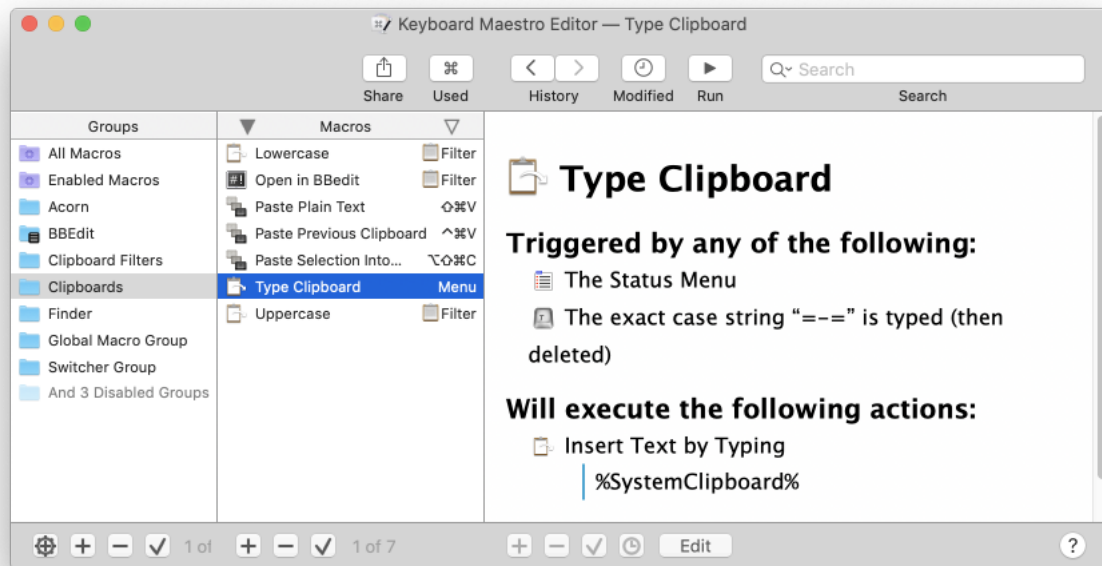 Keyboard Maestro Editor — Type Clipboard
Share
Used
History
Modified
Run
Search
Search
Groups
Macros
All Macros
Enabled Macros
Acorn
BBEdit
Clipboard Filters
Clipboards
Finder
Global Macro Group
Switcher Group
And 3 Disabled Groups
Lowercase Filter
Open in BBedit Filter
Paste Plain Text ⇧⌘V
Paste Previous Clipboard ^⌘V
Paste Selection Into... ⌥⇧⌘C
Type Clipboard Menu
Uppercase Filter
Type Clipboard
Triggered by any of the following:
The Status Menu
The exact case string “=-=” is typed (then
deleted)
Will execute the following actions:
Insert Text by Typing
%SystemClipboard%
1 of
1 of 7
Edit
?